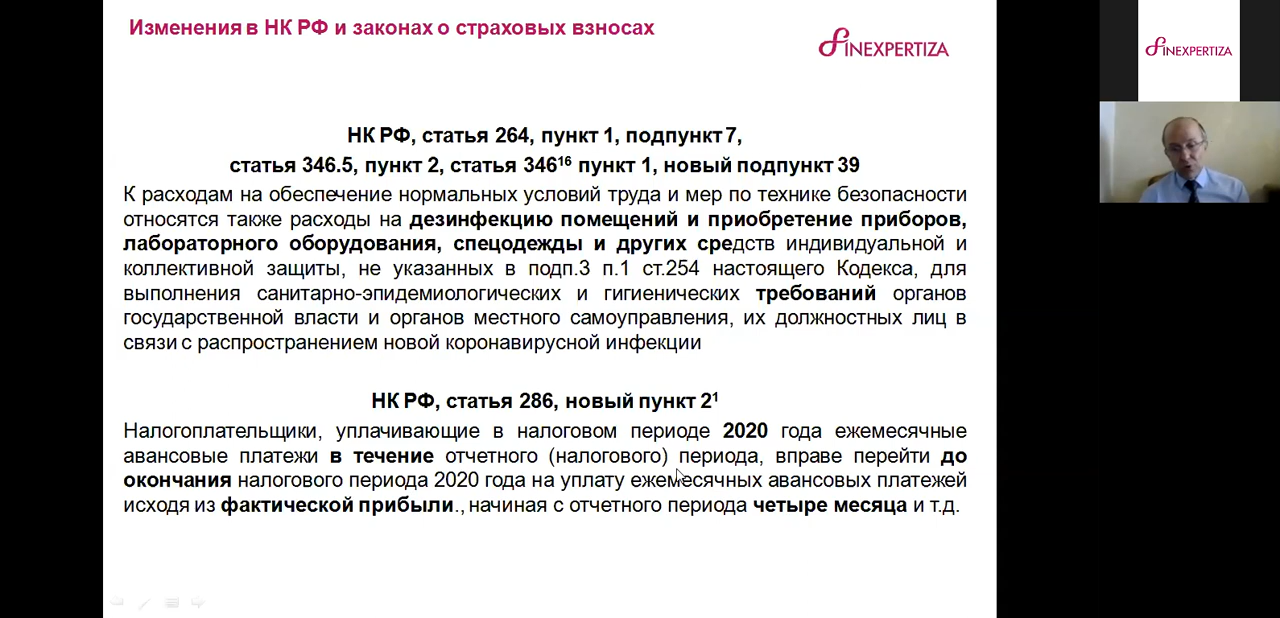 Изменения в НК РФ и законах о страховых взносах
FINEXPERTIZA
FINEXPERTIZA
НК РФ, статья 264, пункт 1, подпункт 7,
статья 346.5, пункт 2, статья 346¹⁶ пункт 1, новый подпункт 39
К расходам на обеспечение нормальных условий труда и мер по технике безопасности
относятся также расходы на дезинфекцию помещений и приобретение приборов,
лабораторного оборудования, спецодежды и других средств индивидуальной и
коллективной защиты, не указанных в подп.3 п.1 ст.254 настоящего Кодекса, для
выполнения санитарно-эпидемиологических и гигиенических требований органов
государственной власти и органов местного самоуправления, их должностных лиц в
связи с распространением новой коронавирусной инфекции
НК РФ, статья 286, новый пункт 2¹
Налогоплательщики, уплачивающие в налоговом периоде 2020 года ежемесячные
авансовые платежи в течение отчетного (налогового) периода, вправе перейти до
окончания налогового периода 2020 года на уплату ежемесячных авансовых платежей
исходя из фактической прибыли., начиная с отчетного периода четыре месяца и т.д.